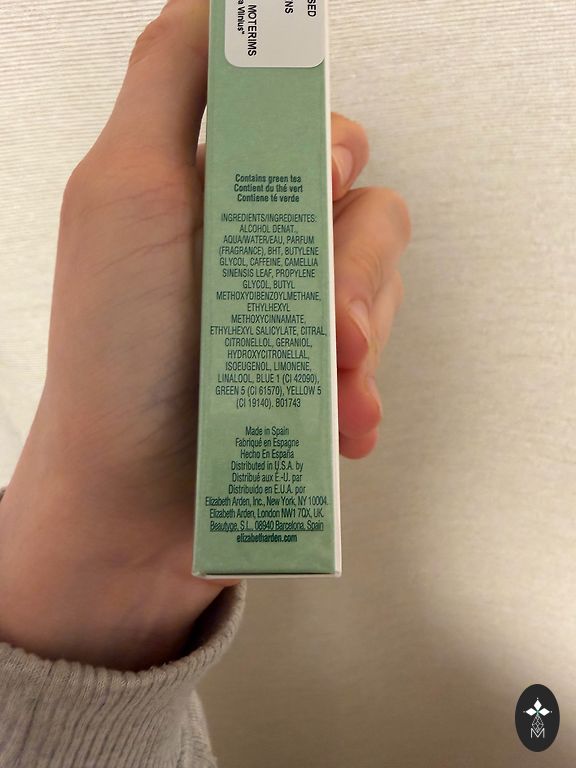 SED
NS
MOTERIMS
a Vilnius"
Contains green tea
Contient du thé vert
Contiene té verde
INGREDIENTS/INGREDIENTES:
ALCOHOL DENAT.,
AQUA/WATER/EAU, PARFUM
(FRAGRANCE), BHT, BUTYLENE
GLYCOL, CAFFEINE, CAMELLIA
SINENSIS LEAF, PROPYLENE
GLYCOL, BUTYL
METHOXYDIBENZOYLMETHANE,
ETHYLHEXYL
METHOXYCINNAMATE,
ETHYLHEXYL SALICYLATE, CITRAL,
CITRONELLOL, GERANIOL,
HYDROXYCITRONELLAL,
ISOEUGENOL, LIMONENE,
LINALOOL, BLUE 1 (CI 42090),
GREEN 5 (CI 61570), YELLOW 5
(CI 19140). B01743
Made in Spain
Fabriqué en Espagne
Hecho En España
Distributed in U.S.A. by
Distribué aux É.-U. par
Distribuido en E.U.A. por
Elizabeth Arden, Inc., New York, NY 10004.
Elizabeth Arden, London NW1 7QX, UK.
Beautyge, S.L., 08940 Barcelona, Spain
elizabetharden.com
M